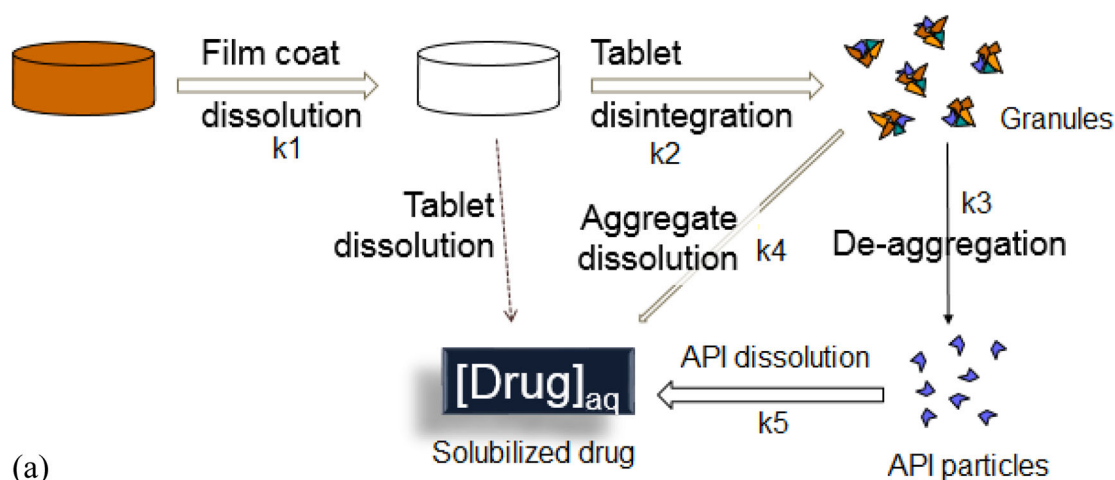 Film coat
dissolution
k1
Tablet
disintegration
k2
Granules
Tablet
dissolution
Aggregate
dissolution
k4
k3
De-aggregation
[Drug]aq
Solubilized drug
API dissolution
k5
API particles
(a)